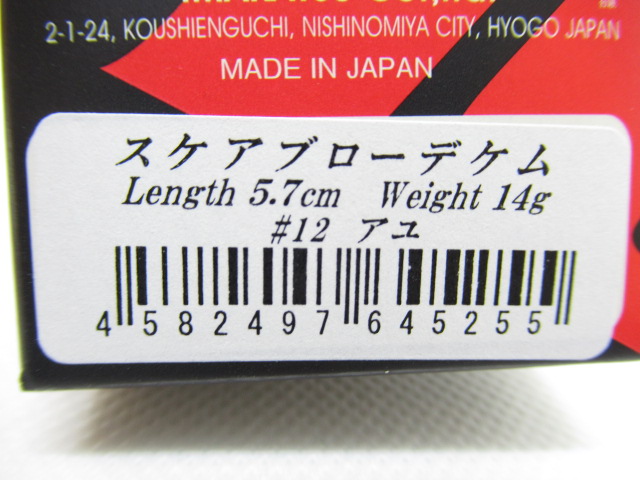 2-1-24, KOUSHIENGUCHI, NISHINOMIYA CITY, HYOGO JAPAN
MADE IN JAPAN
スケアブローデケム
Length 5.7cm Weight 14g
#12 アユ
4 582497 645255